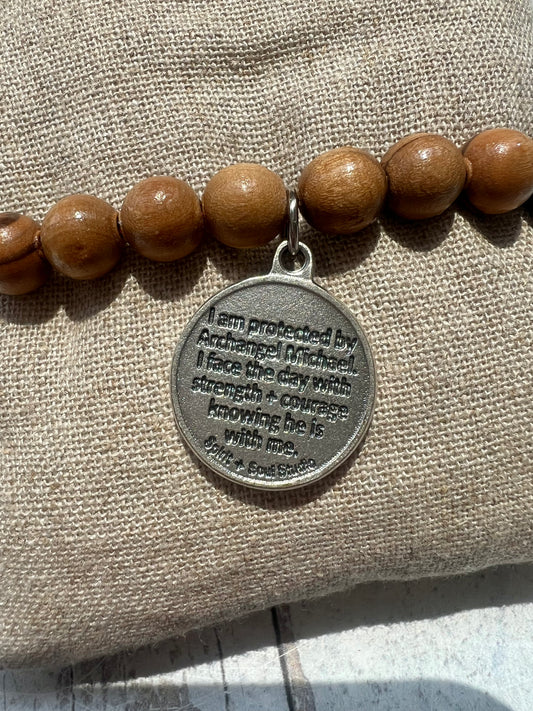 I am protected by
Archangel Michael.
I face the day with
strength + courage
knowing he is
with me.
Spirit + Soul Studio